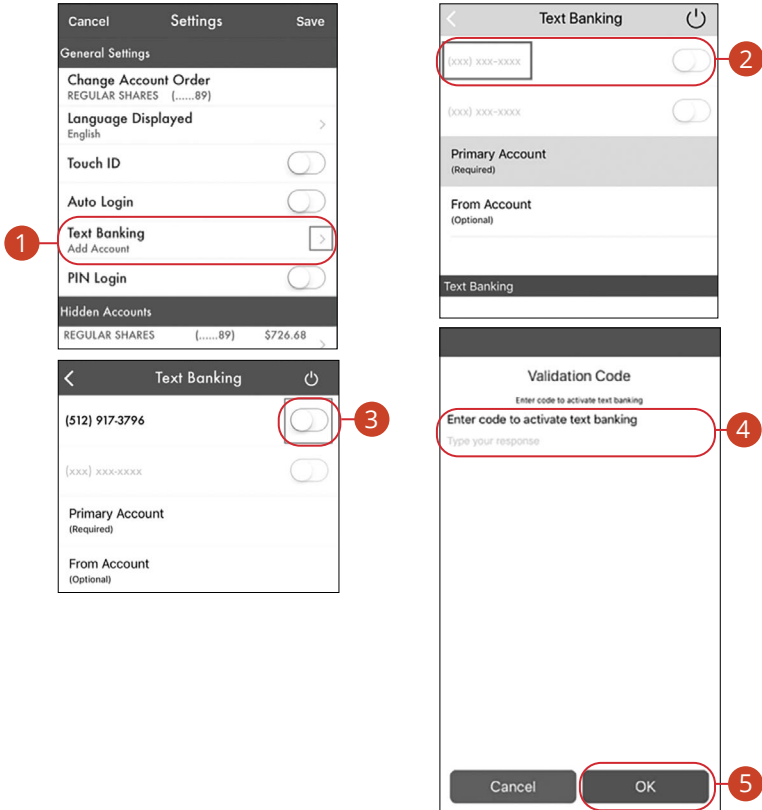 Cancel Settings Save
General Settings
Change Account Order
REGULAR SHARES (......89)
Language Displayed
English
Touch ID
Auto Login
1
Text Banking
Add Account
PIN Login
Hidden Accounts
REGULAR SHARES (......89) $726.68
Text Banking
(xxx) xxx-xxxx
2
(xxx) xxx-xxxx
Primary Account
(Required)
From Account
(Optional)
Text Banking
Text Banking
(512) 917-3796
3
(xxx) xxx-xxxx
Primary Account
(Required)
From Account
(Optional)
Validation Code
Enter code to activate text banking
Enter code to activate text banking
Type your response
4
Cancel OK
5